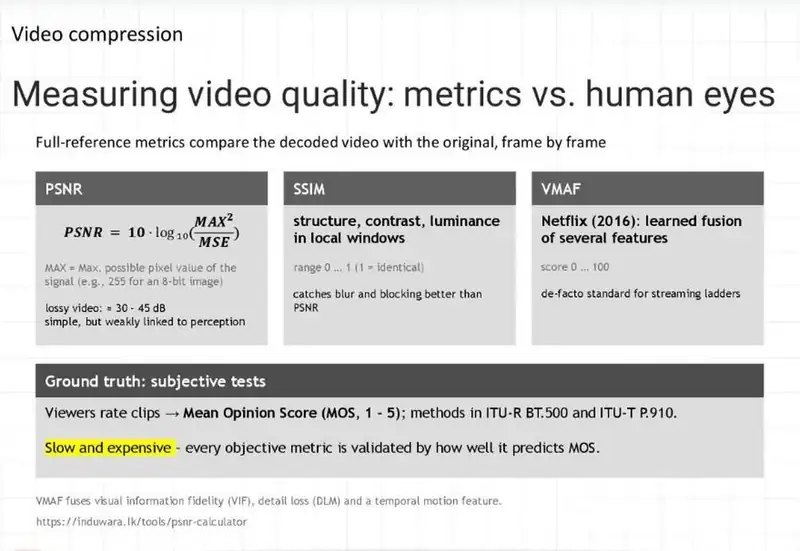 Video compression
Measuring video quality: metrics vs. human eyes
Full-reference metrics compare the decoded video with the original, frame by frame
PSNR
PSNR = 10 · log₁₀(MAX²/MSE)
MAX = Max. possible pixel value of the
signal (e.g., 255 for an 8-bit image)
lossy video: ≈ 30 - 45 dB
simple, but weakly linked to perception
SSIM
structure, contrast, luminance
in local windows
range 0 ... 1 (1 = identical)
catches blur and blocking better than
PSNR
VMAF
Netflix (2016): learned fusion
of several features
score 0 ... 100
de-facto standard for streaming ladders
Ground truth: subjective tests
Viewers rate clips → Mean Opinion Score (MOS, 1 - 5); methods in ITU-R BT.500 and ITU-T P.910.
Slow and expensive - every objective metric is validated by how well it predicts MOS.
VMAF fuses visual information fidelity (VIF), detail loss (DLM) and a temporal motion feature.
https://induwara.lk/tools/psnr-calculator